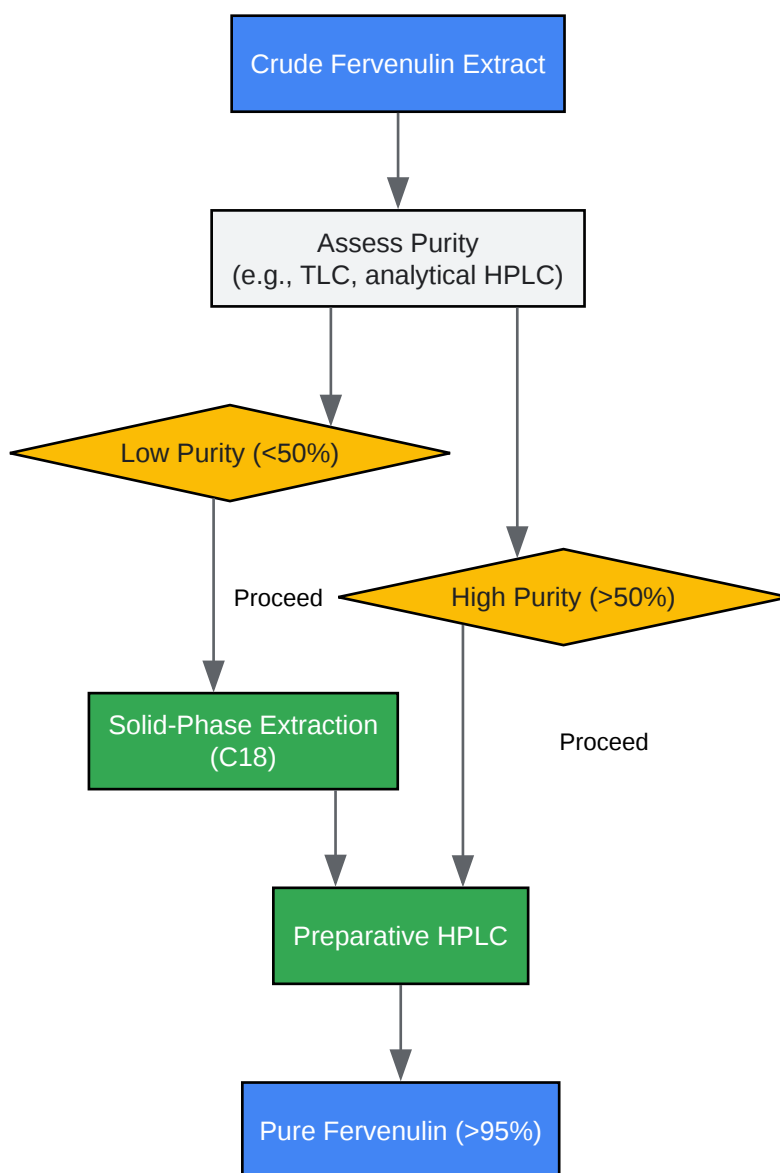 Crude Fervenulin Extract
Assess Purity
(e.g., TLC, analytical HPLC)
Low Purity (<50%)
High Purity (>50%)
Proceed
Solid-Phase Extraction
(C18)
Proceed
Preparative HPLC
Pure Fervenulin (>95%)